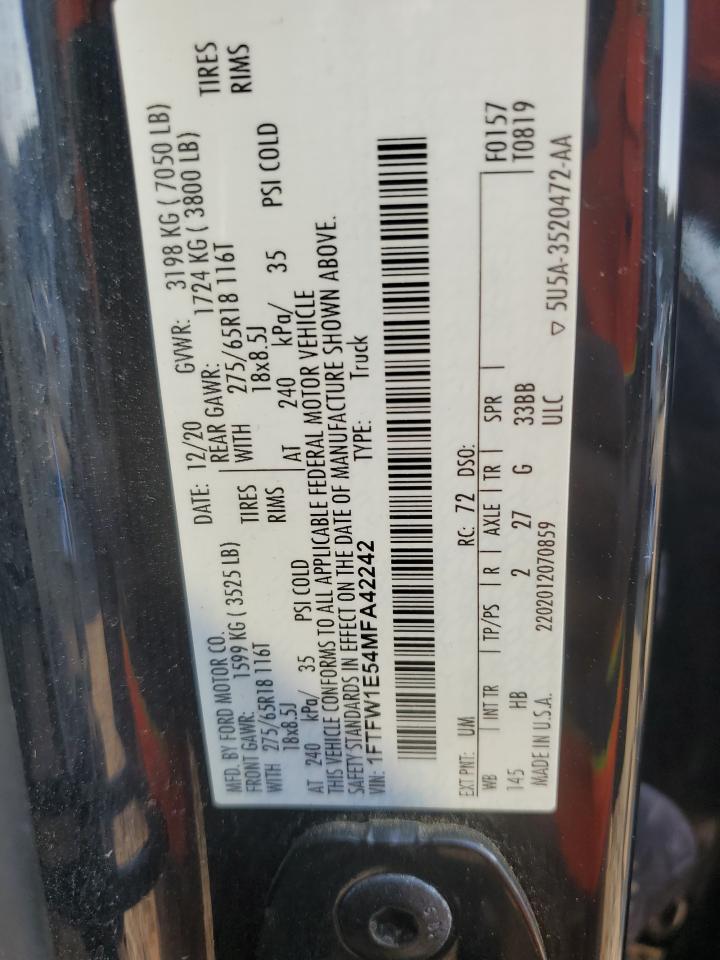 MFD. BY FORD MOTOR CO.
DATE: 12/20 GVWR: 3198 KG ( 7050 LB)
FRONT GAWR: 1599 KG ( 3525 LB) REAR GAWR: 1724 KG ( 3800 LB)
WITH 275/65R18 116T TIRES WITH 275/65R18 116T TIRES
18x8.5J RIMS 18x8.5J RIMS
AT 240 kPa/ 35 PSI COLD AT 240 kPa/ 35 PSI COLD
THIS VEHICLE CONFORMS TO ALL APPLICABLE FEDERAL MOTOR VEHICLE
SAFETY STANDARDS IN EFFECT ON THE DATE OF MANUFACTURE SHOWN ABOVE.
VIN: 1FTFW1E54MFA42242 TYPE: Truck
EXT PNT: UM RC: 72 DSO: F0157
WB INT TR TP/PS R AXLE TR SPR T0819
145 HB 2 27 G 33BB
MADE IN U.S.A. 2202012070859 ULC ▽ 5U5A-3520472-AA